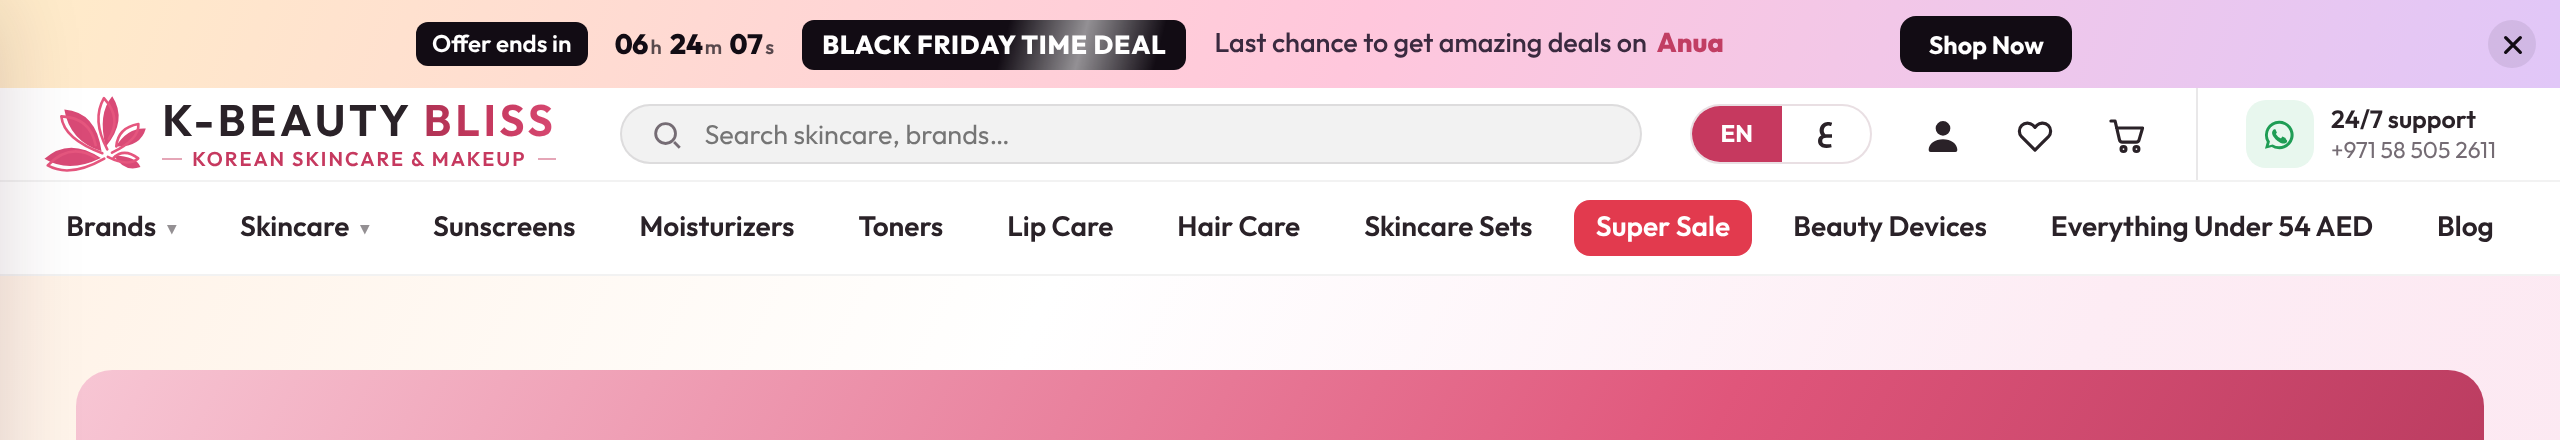 Offer ends in 06h 24m 07s BLACK FRIDAY TIME DEAL Last chance to get amazing deals on Anua Shop Now
K-BEAUTY BLISS
KOREAN SKINCARE & MAKEUP
Search skincare, brands...
EN ع
24/7 support
+971 58 505 2611
Brands Skincare Sunscreens Moisturizers Toners Lip Care Hair Care Skincare Sets Super Sale Beauty Devices Everything Under 54 AED Blog